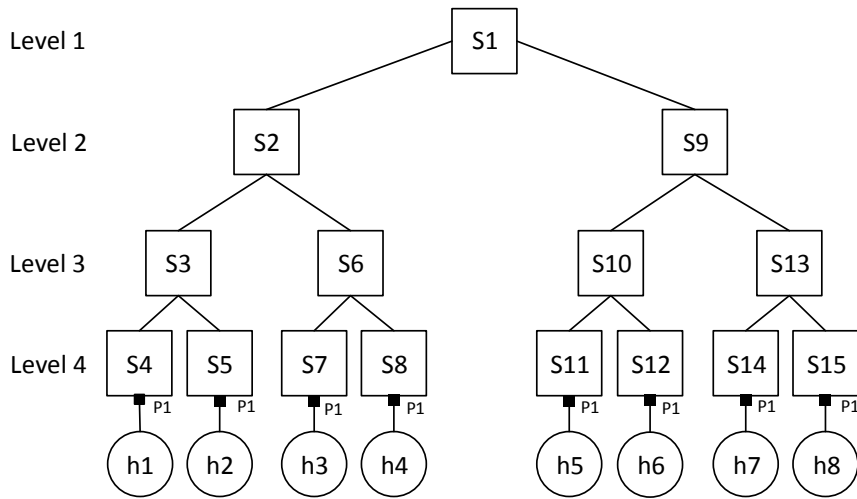 Level 1
S1
Level 2
S2
S9
Level 3
S3
S6
S10
S13
Level 4
S4
S5
S7
S8
S11
S12
S14
S15
P1
P1
P1
P1
P1
P1
P1
P1
h1
h2
h3
h4
h5
h6
h7
h8